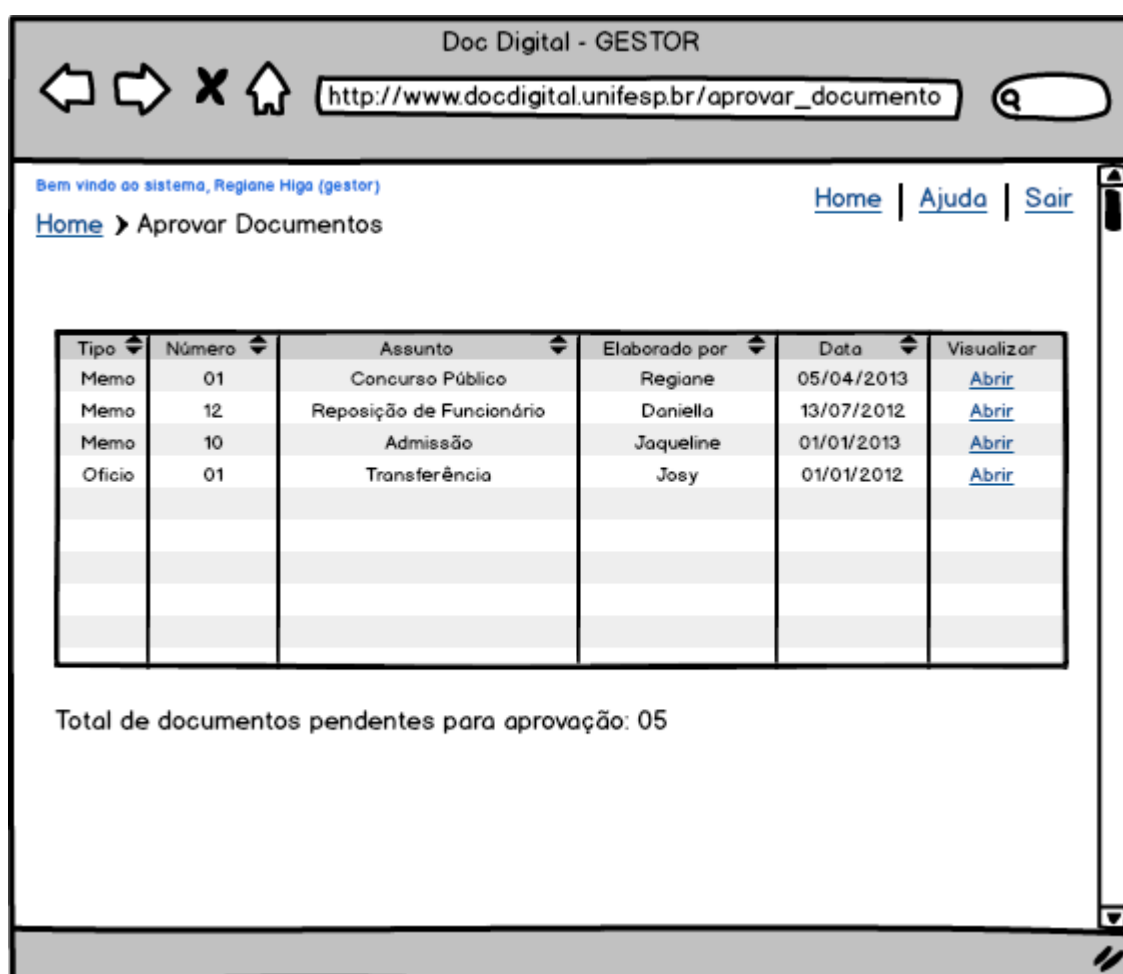 Doc Digital - GESTOR
http://www.docdigital.unifesp.br/aprovar_documento
Bem vindo ao sistema, Regiane Higa (gestor)
Home | Ajuda | Sair
Home > Aprovar Documentos
Tipo Número Assunto Elaborado por Data Visualizar
Memo 01 Concurso Público Regiane 05/04/2013 Abrir
Memo 12 Reposição de Funcionário Daniella 13/07/2012 Abrir
Memo 10 Admissão Jaqueline 01/01/2013 Abrir
Oficio 01 Transferência Josy 01/01/2012 Abrir
Total de documentos pendentes para aprovação: 05